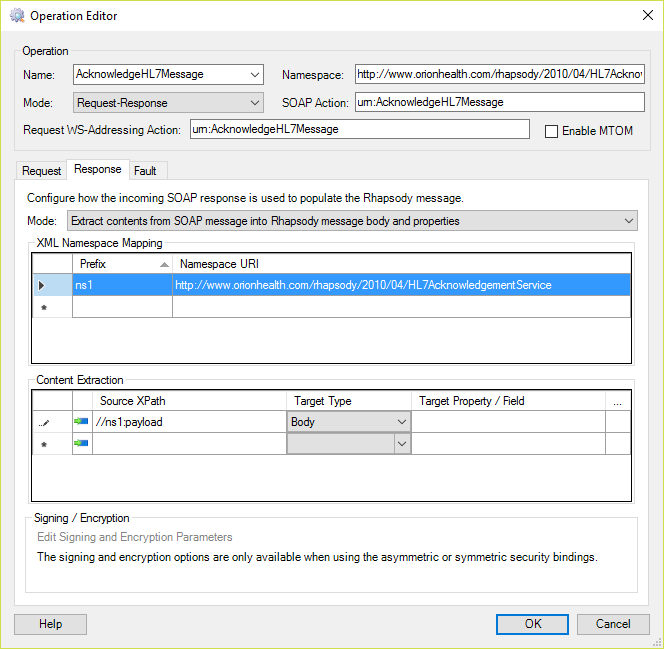 Operation Editor
Operation
Name: AcknowledgeHL7Message Namespace: http://www.orionhealth.com/rhapsody/2010/04/HL7Acknow
Mode: Request-Response SOAP Action: urn:AcknowledgeHL7Message
Request WS-Addressing Action: urn:AcknowledgeHL7Message Enable MTOM
Request Response Fault
Configure how the incoming SOAP response is used to populate the Rhapsody message.
Mode: Extract contents from SOAP message into Rhapsody message body and properties
XML Namespace Mapping
Prefix Namespace URI
ns1 http://www.orionhealth.com/rhapsody/2010/04/HL7AcknowledgementService
*
Content Extraction
Source XPath Target Type Target Property / Field ...
//ns1:payload Body
*
Signing / Encryption
Edit Signing and Encryption Parameters
The signing and encryption options are only available when using the asymmetric or symmetric security bindings.
Help OK Cancel